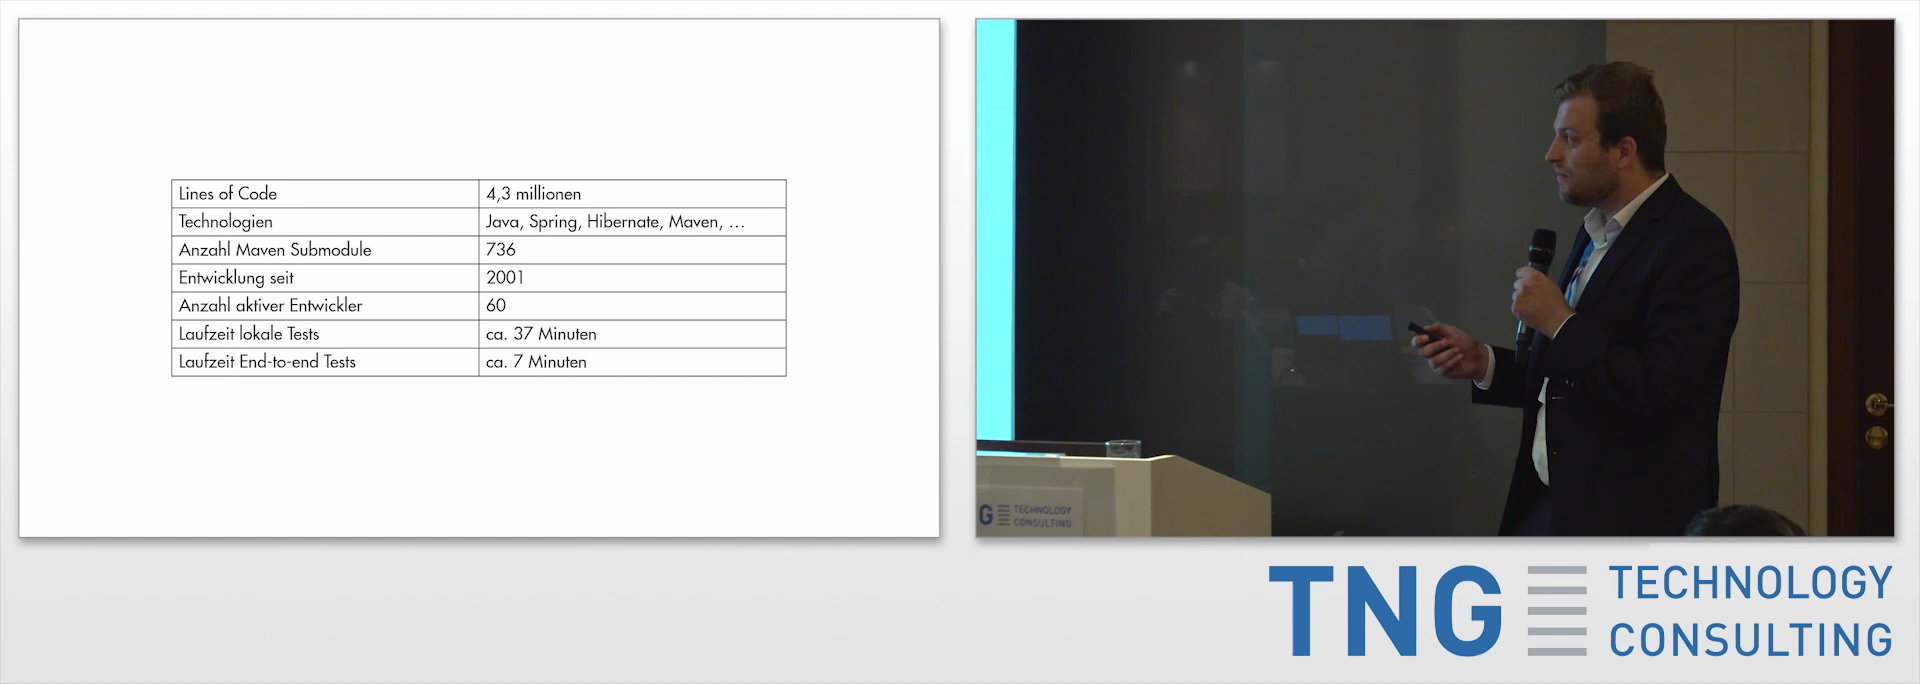 Lines of Code 4,3 millionen
Technologien Java, Spring, Hibernate, Maven, ...
Anzahl Maven Submodule 736
Entwicklung seit 2001
Anzahl aktiver Entwickler 60
Laufzeit lokale Tests ca. 37 Minuten
Laufzeit End-to-end Tests ca. 7 Minuten
G TECHNOLOGY
CONSULTING
TNG TECHNOLOGY
CONSULTING